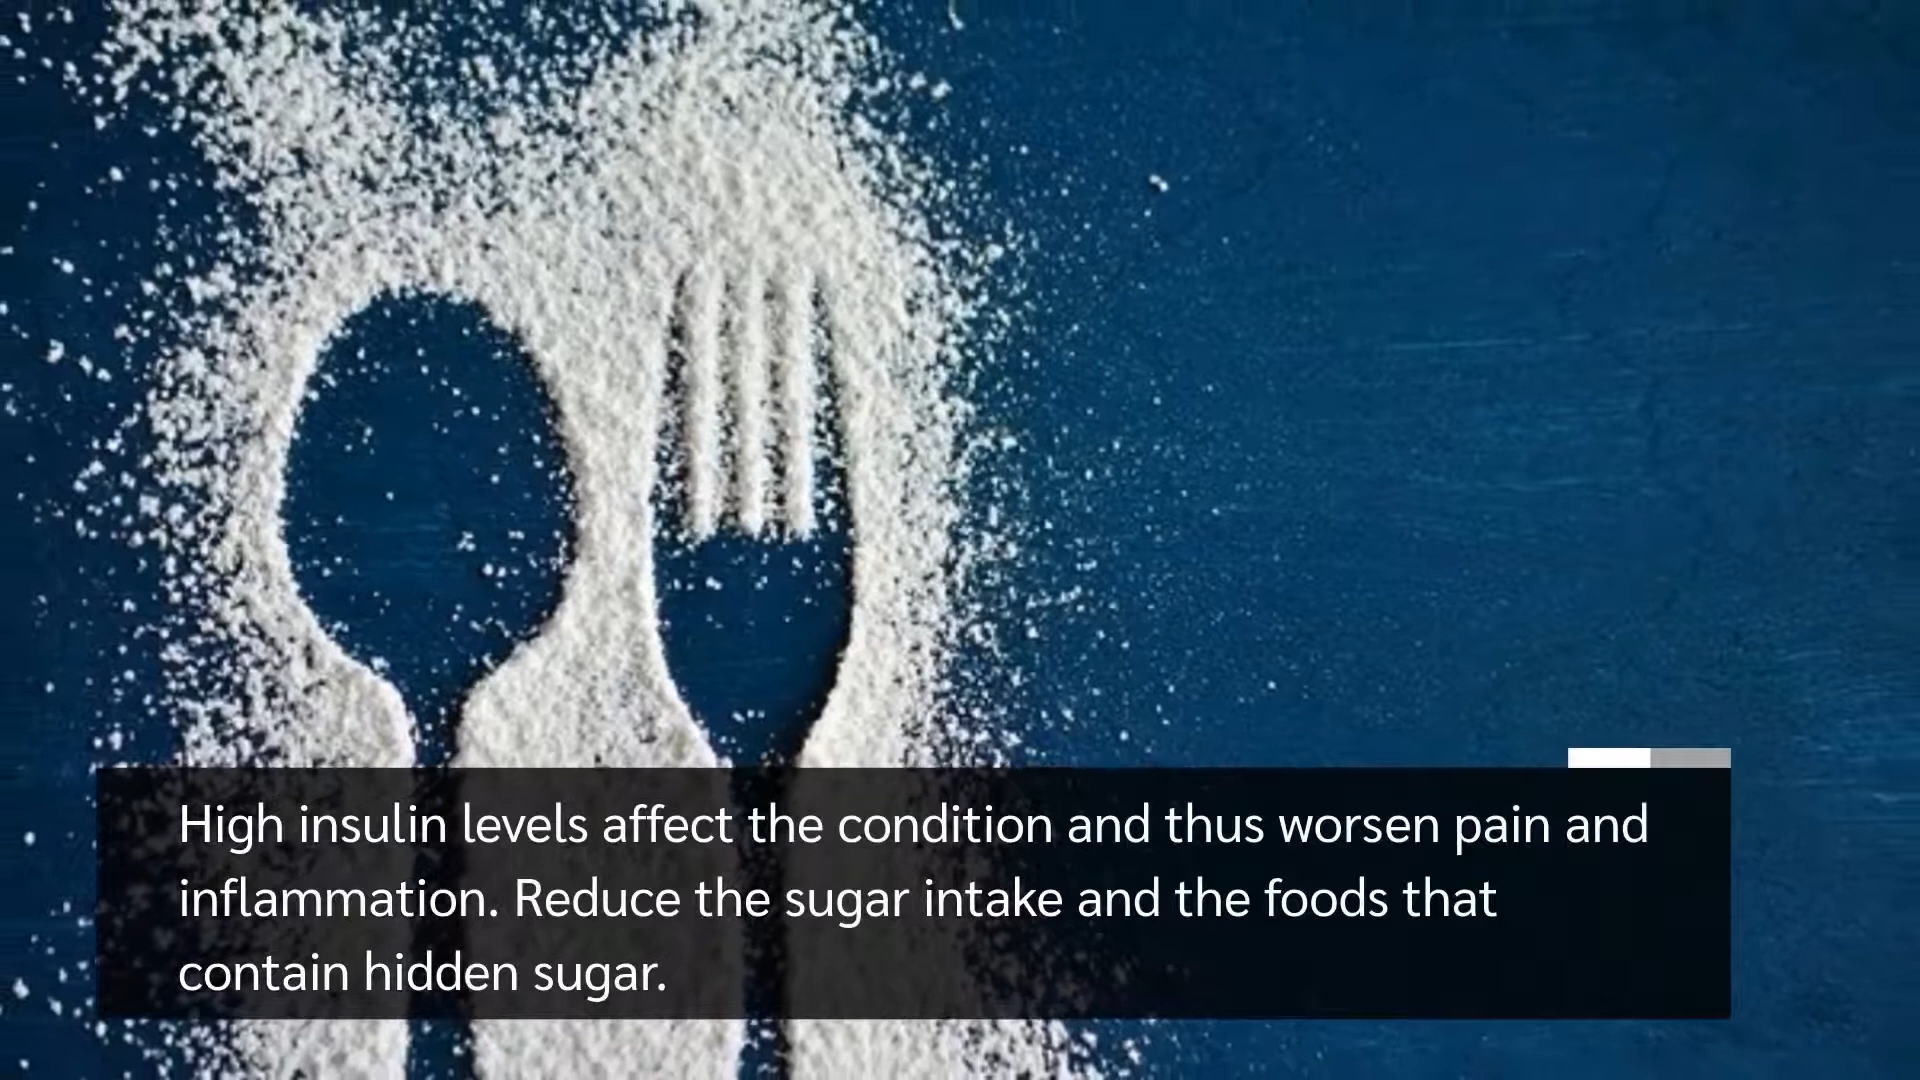 High insulin levels affect the condition and thus worsen pain and
inflammation. Reduce the sugar intake and the foods that
contain hidden sugar.